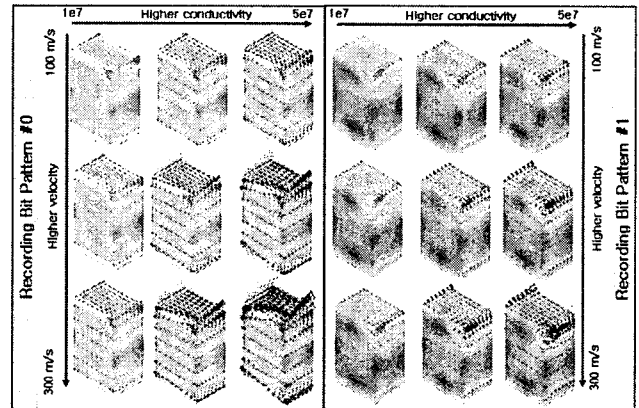 1e7 Higher conductivity 5e7
1e7 Higher conductivity 5e7
Recording Bit Pattern #0
100 m/s
Higher velocity
300 m/s
100 m/s
Higher velocity
300 m/s
Recording Bit Pattern #1